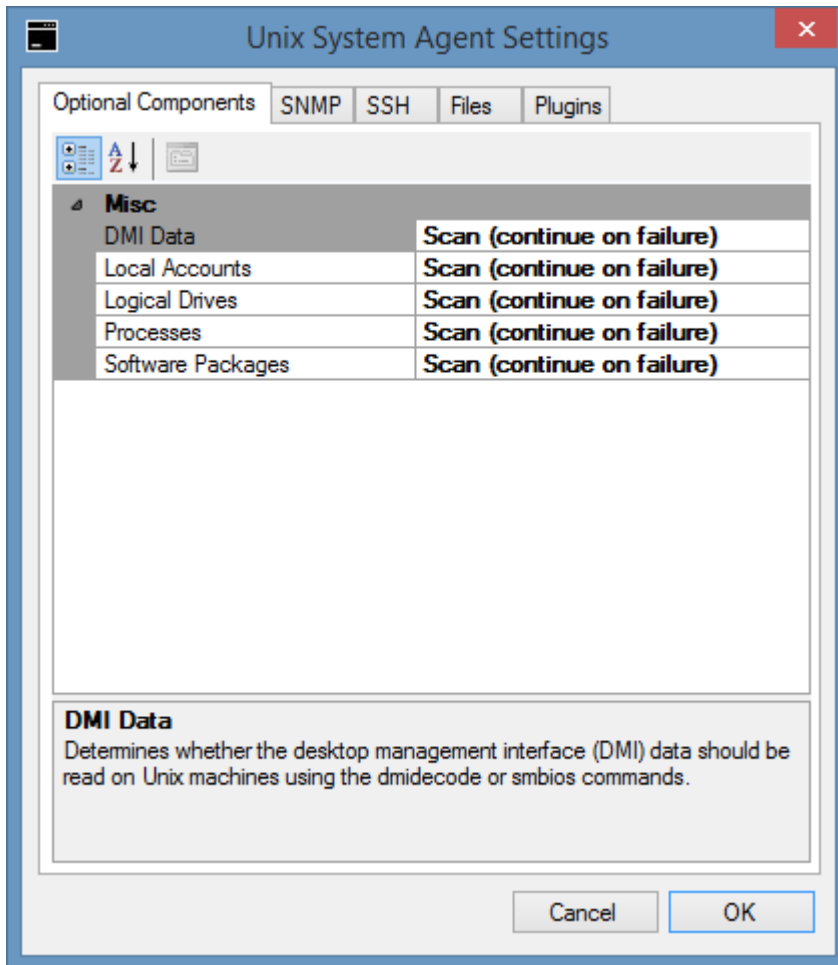 Unix System Agent Settings
Optional Components SNMP SSH Files Plugins
Misc
DMI Data Scan (continue on failure)
Local Accounts Scan (continue on failure)
Logical Drives Scan (continue on failure)
Processes Scan (continue on failure)
Software Packages Scan (continue on failure)
DMI Data
Determines whether the desktop management interface (DMI) data should be
read on Unix machines using the dmidecode or smbios commands.
Cancel OK